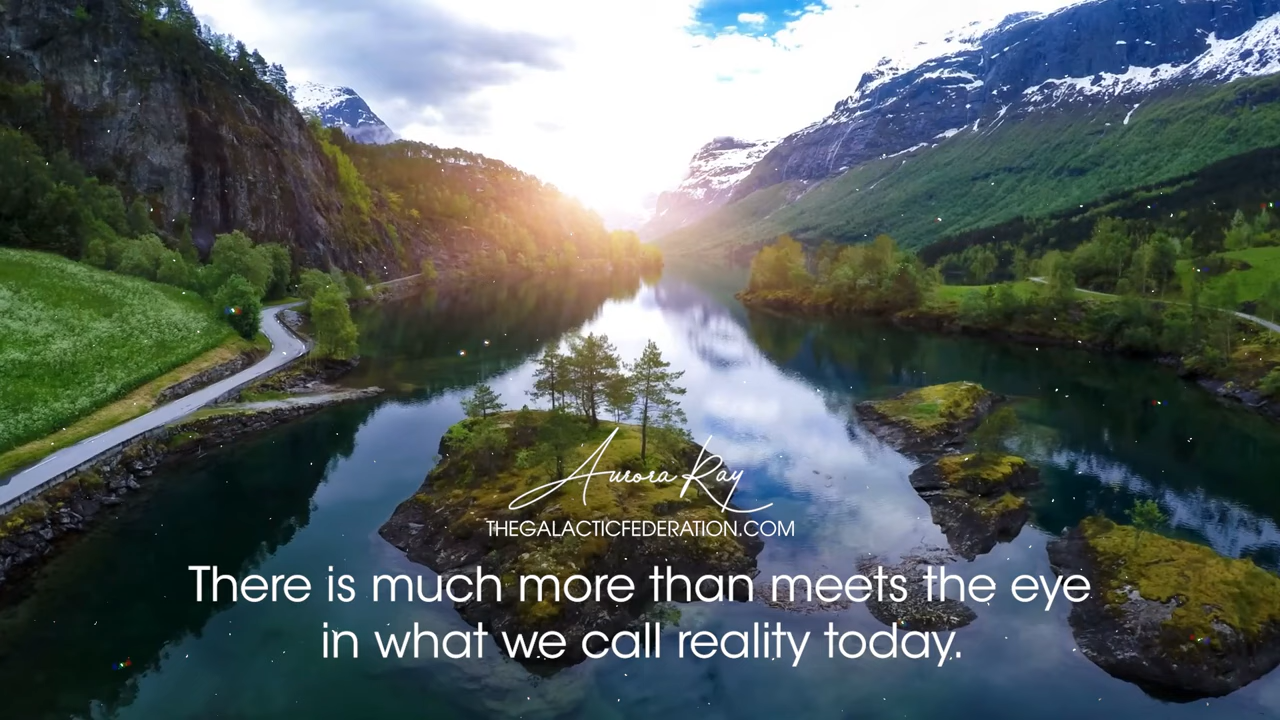 Aurora Ray
THEGALACTICFEDERATION.COM
There is much more than meets the eye
in what we call reality today.